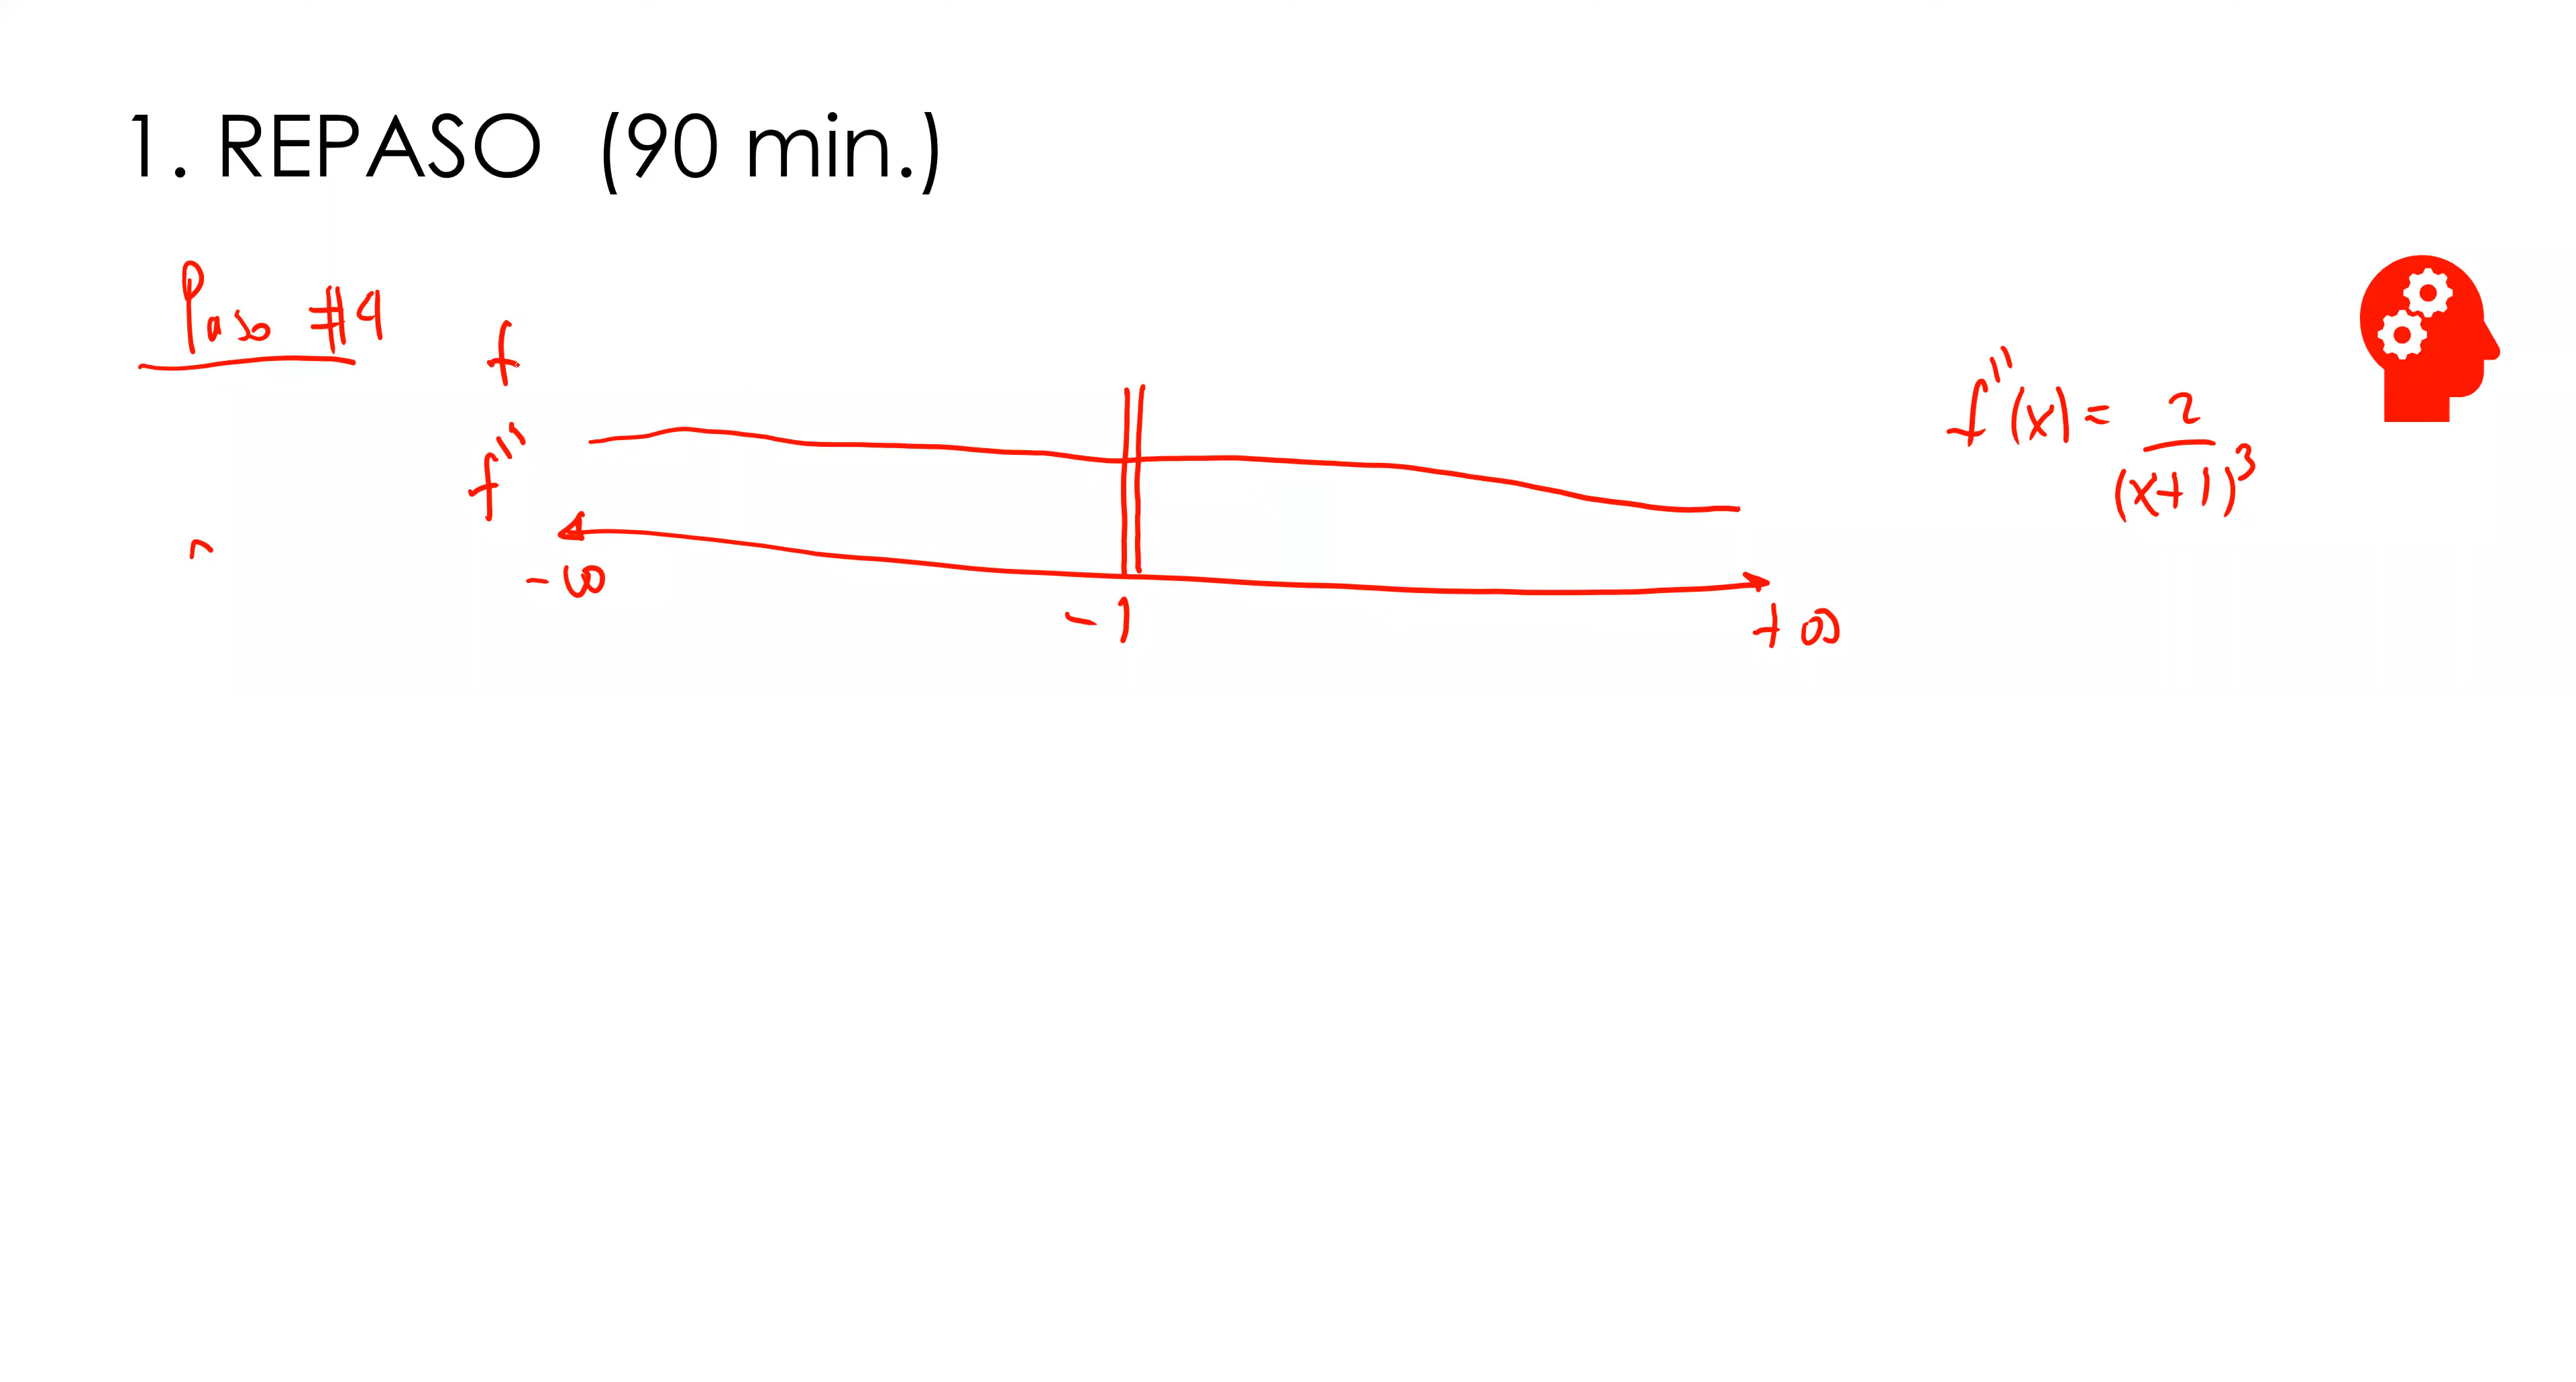 1. REPASO (90 min.)
Paso #4
f
f''
-∞
-1
+∞
f''(x) = 2/(x+1)^3